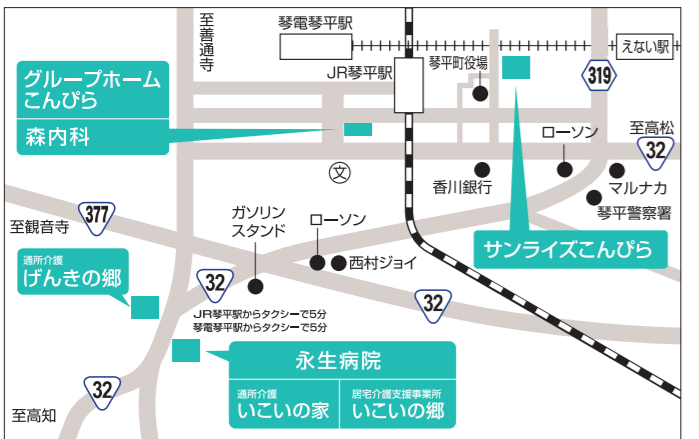 至善通寺
琴電琴平駅
えない駅
JR琴平駅
琴平町役場
319
グループホーム
こんぴら
森内科
ローソン
至高松
32
文
香川銀行
マルナカ
琴平警察署
377
至観音寺
ガソリン
スタンド
ローソン
西村ジョイ
サンライズこんぴら
通所介護
げんきの郷
32
32
JR琴平駅からタクシーで5分
琴電琴平駅からタクシーで5分
永生病院
通所介護
いこいの家
居宅介護支援事業所
いこいの郷
32
至高知